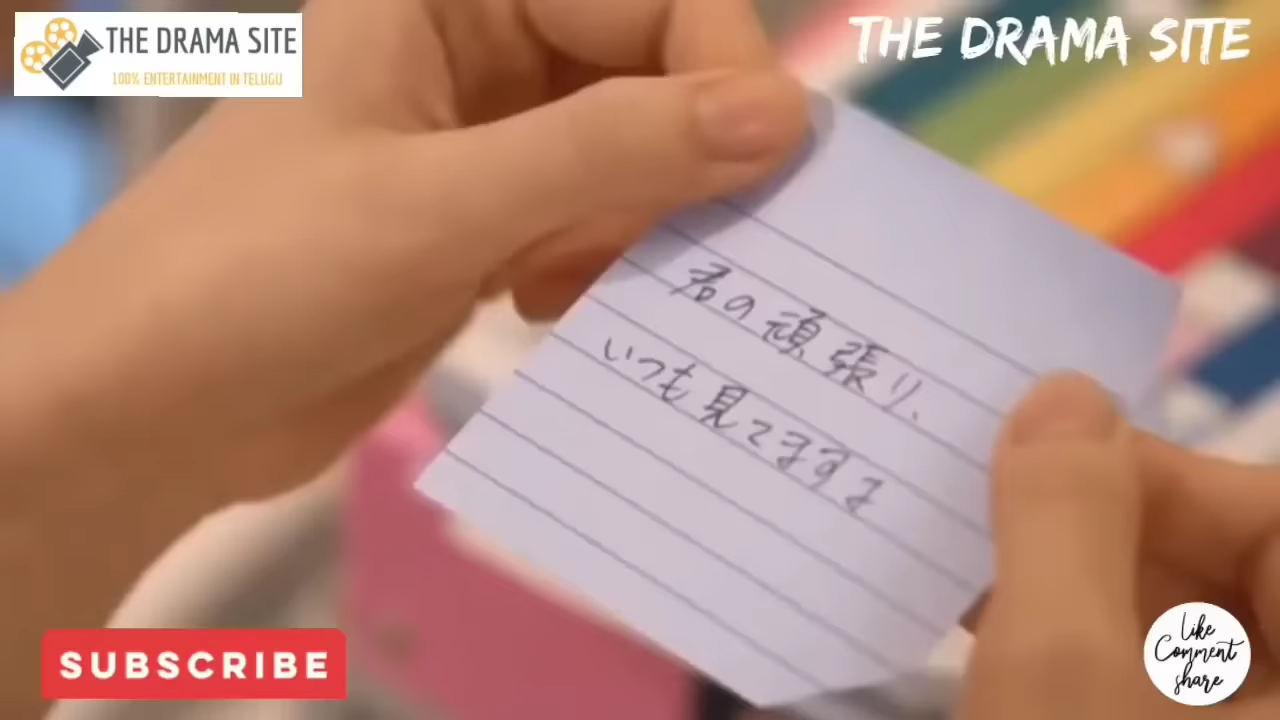 THE DRAMA SITE
100% ENTERTAINMENT IN TELUGU
THE DRAMA SITE
君の頑張り、
いつも見てますよ
SUBSCRIBE
Like
Comment
share